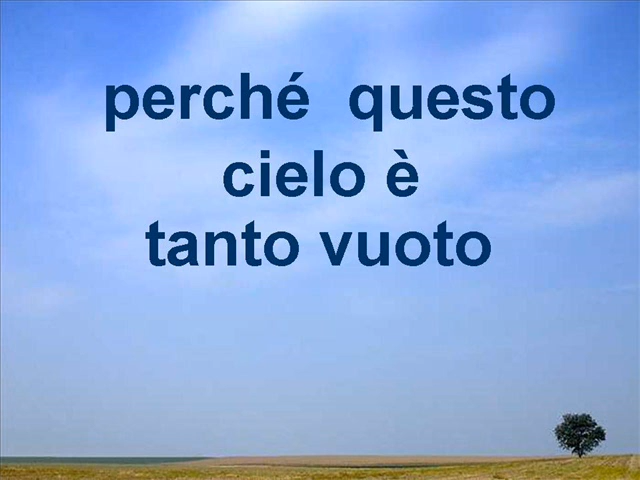 perché questo
cielo è
tanto vuoto